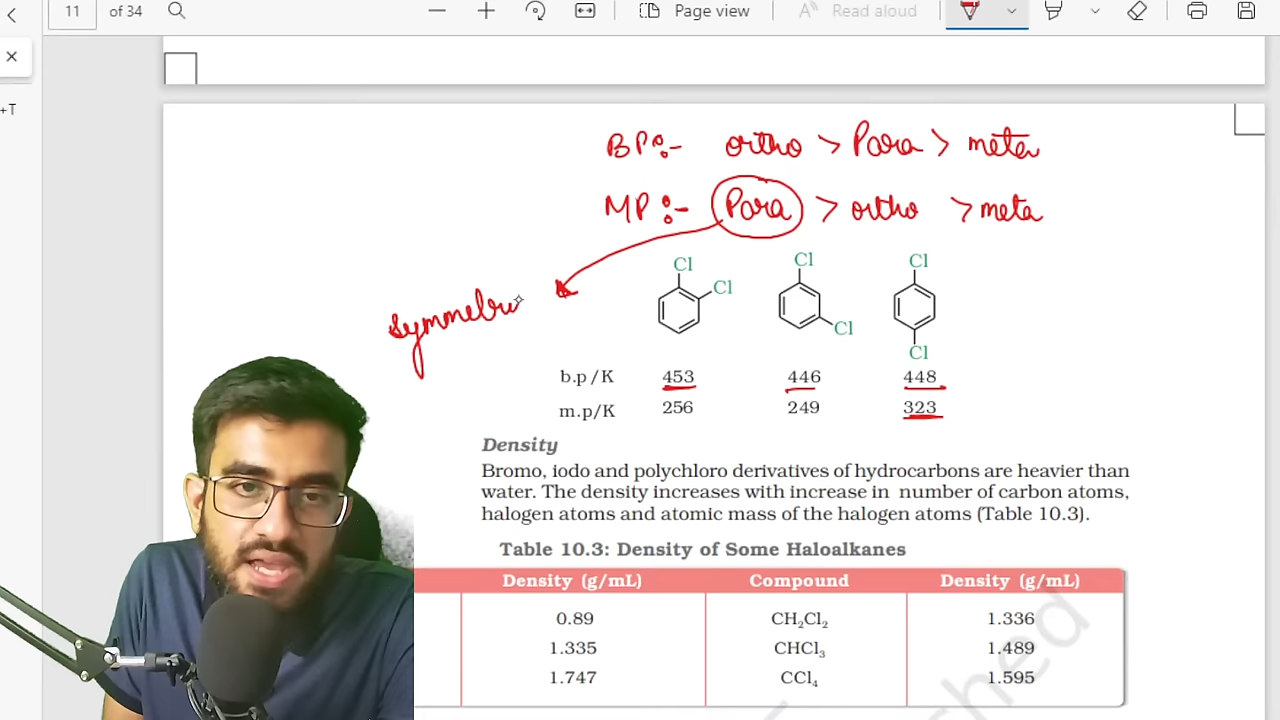 11 of 34 Page view Read aloud
+T
BP:- ortho > Para > meta
MP:- Para > ortho > meta
symmetri
Cl Cl Cl
Cl Cl
Cl
b.p/K 453 446 448
m.p/K 256 249 323
Density
Bromo, iodo and polychloro derivatives of hydrocarbons are heavier than
water. The density increases with increase in number of carbon atoms,
halogen atoms and atomic mass of the halogen atoms (Table 10.3).
Table 10.3: Density of Some Haloalkanes
Density (g/mL) Compound Density (g/mL)
0.89 CH₂Cl₂ 1.336
1.335 CHCl₃ 1.489
1.747 CCl₄ 1.595